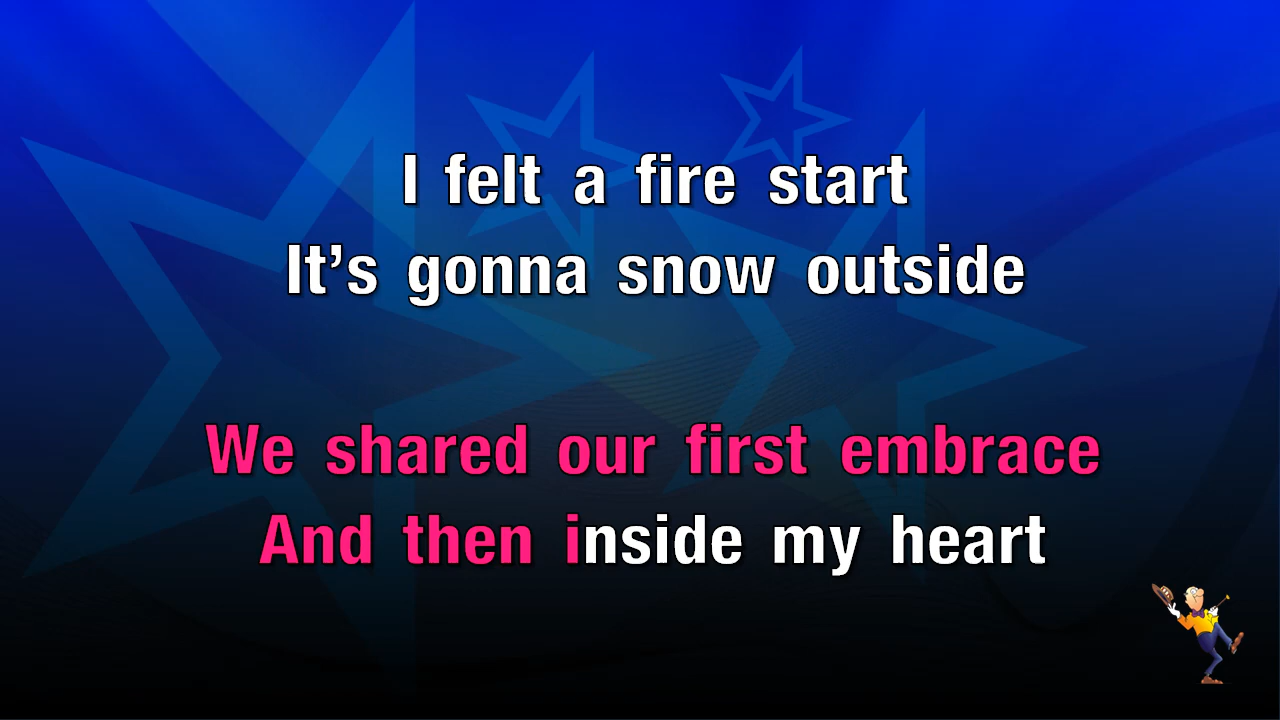 I felt a fire start
It’s gonna snow outside
We shared our first embrace
And then inside my heart